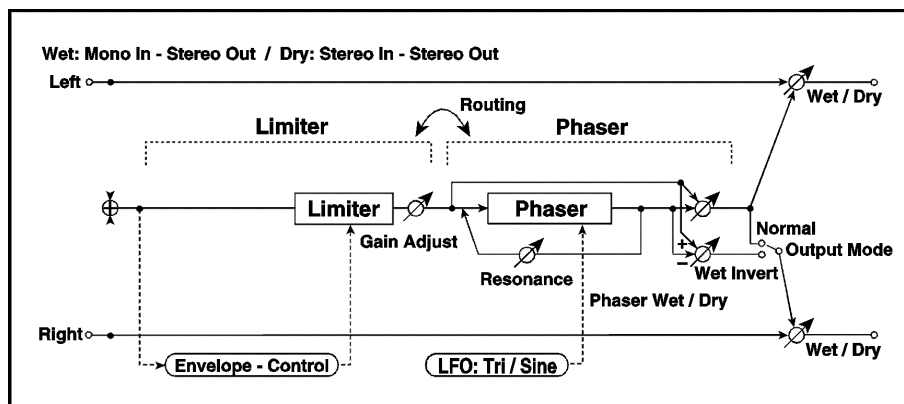 Wet: Mono In - Stereo Out / Dry: Stereo In - Stereo Out
Left
Wet / Dry
Routing
Limiter
Phaser
Limiter
Phaser
Gain Adjust
Resonance
+
−
Normal
Output Mode
Wet Invert
Phaser Wet / Dry
Right
Wet / Dry
Envelope - Control
LFO: Tri / Sine